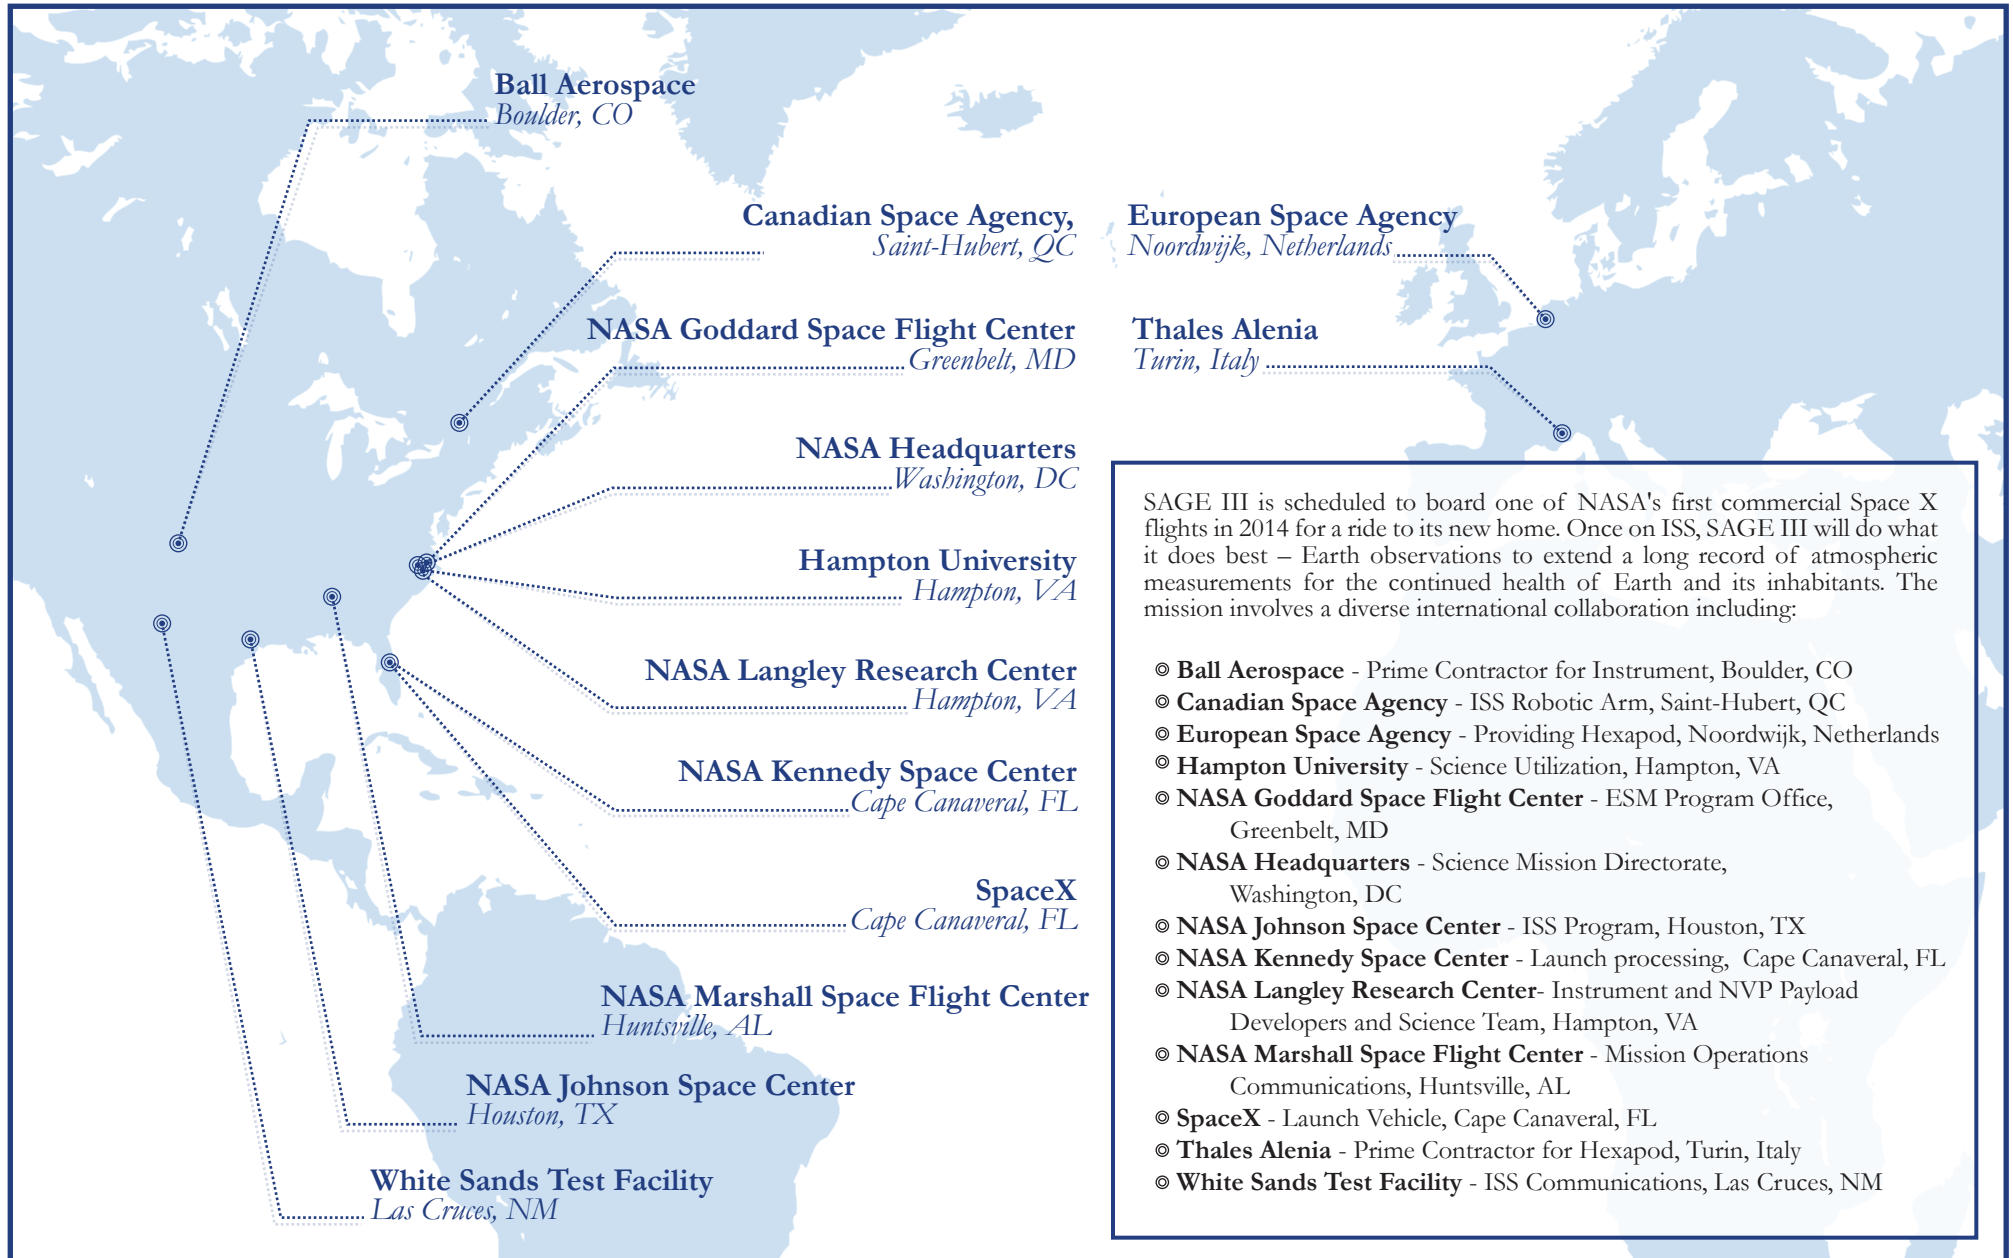 Ball Aerospace
Boulder, CO
Canadian Space Agency,
Saint-Hubert, QC
European Space Agency
Noordwijk, Netherlands
NASA Goddard Space Flight Center
Greenbelt, MD
Thales Alenia
Turin, Italy
NASA Headquarters
Washington, DC
Hampton University
Hampton, VA
NASA Langley Research Center
Hampton, VA
NASA Kennedy Space Center
Cape Canaveral, FL
SpaceX
Cape Canaveral, FL
NASA Marshall Space Flight Center
Huntsville, AL
NASA Johnson Space Center
Houston, TX
White Sands Test Facility
Las Cruces, NM
SAGE III is scheduled to board one of NASA's first commercial Space X
flights in 2014 for a ride to its new home. Once on ISS, SAGE III will do what
it does best – Earth observations to extend a long record of atmospheric
measurements for the continued health of Earth and its inhabitants. The
mission involves a diverse international collaboration including:
Ball Aerospace - Prime Contractor for Instrument, Boulder, CO
Canadian Space Agency - ISS Robotic Arm, Saint-Hubert, QC
European Space Agency - Providing Hexapod, Noordwijk, Netherlands
Hampton University - Science Utilization, Hampton, VA
NASA Goddard Space Flight Center - ESM Program Office,
Greenbelt, MD
NASA Headquarters - Science Mission Directorate,
Washington, DC
NASA Johnson Space Center - ISS Program, Houston, TX
NASA Kennedy Space Center - Launch processing, Cape Canaveral, FL
NASA Langley Research Center- Instrument and NVP Payload
Developers and Science Team, Hampton, VA
NASA Marshall Space Flight Center - Mission Operations
Communications, Huntsville, AL
SpaceX - Launch Vehicle, Cape Canaveral, FL
Thales Alenia - Prime Contractor for Hexapod, Turin, Italy
White Sands Test Facility - ISS Communications, Las Cruces, NM